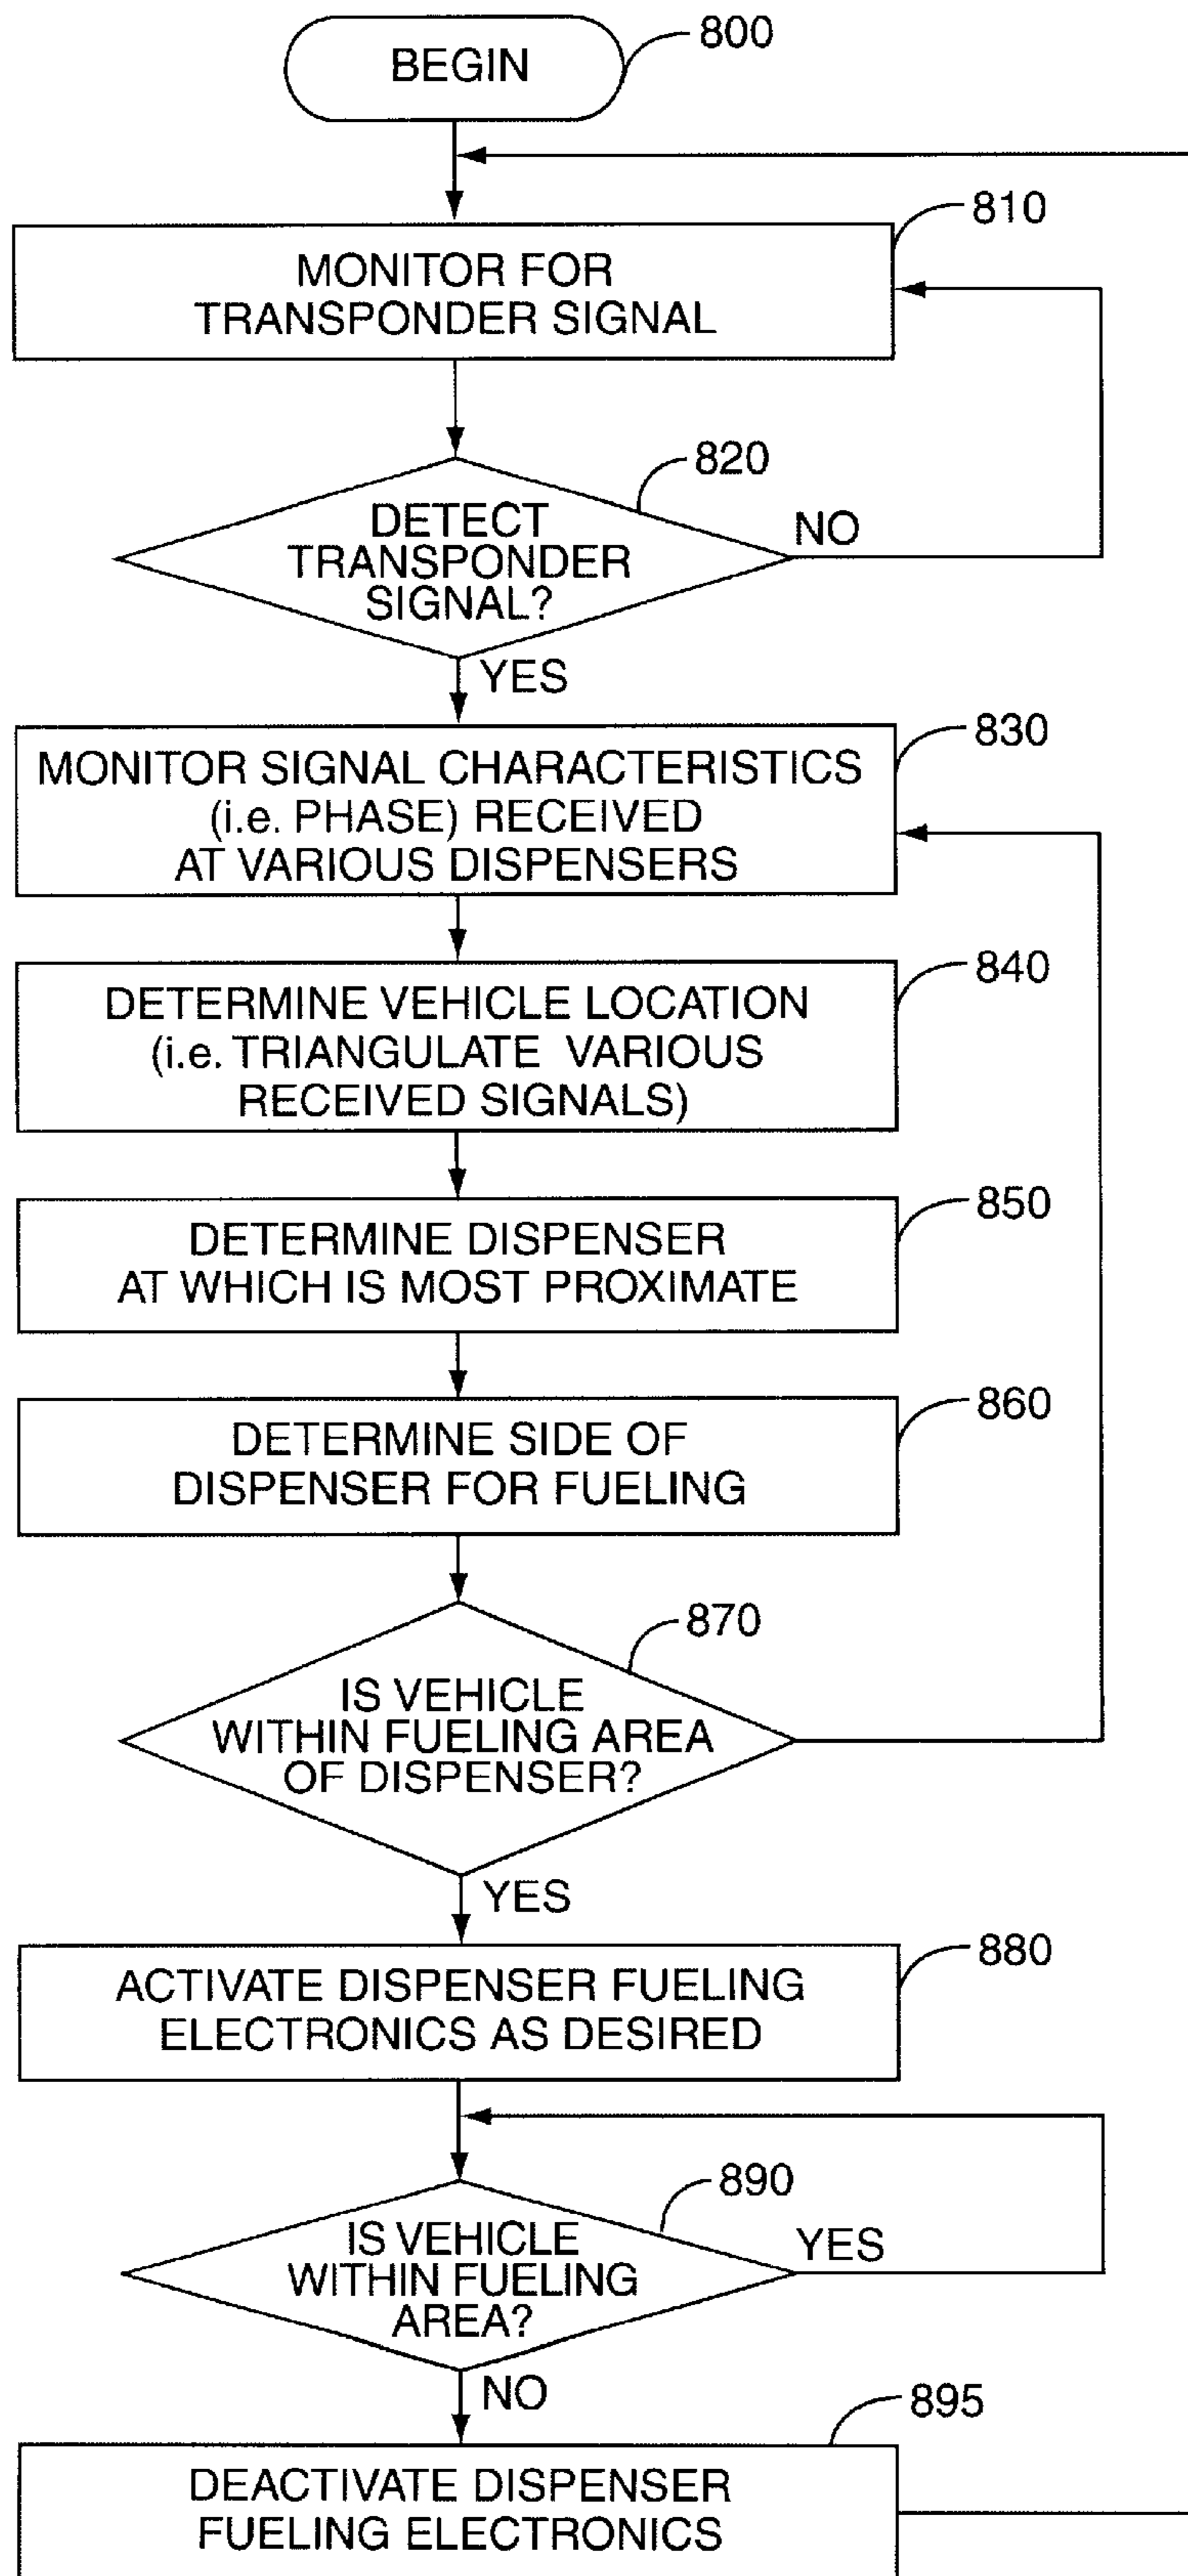 BEGIN
800
810
MONITOR FOR
TRANSPONDER SIGNAL
820
DETECT
TRANSPONDER
SIGNAL?
NO
YES
830
MONITOR SIGNAL CHARACTERISTICS
(i.e. PHASE) RECEIVED
AT VARIOUS DISPENSERS
840
DETERMINE VEHICLE LOCATION
(i.e. TRIANGULATE VARIOUS
RECEIVED SIGNALS)
850
DETERMINE DISPENSER
AT WHICH IS MOST PROXIMATE
860
DETERMINE SIDE OF
DISPENSER FOR FUELING
870
IS VEHICLE
WITHIN FUELING AREA
OF DISPENSER?
YES
880
ACTIVATE DISPENSER FUELING
ELECTRONICS AS DESIRED
890
IS VEHICLE
WITHIN FUELING
AREA?
YES
NO
895
DEACTIVATE DISPENSER
FUELING ELECTRONICS